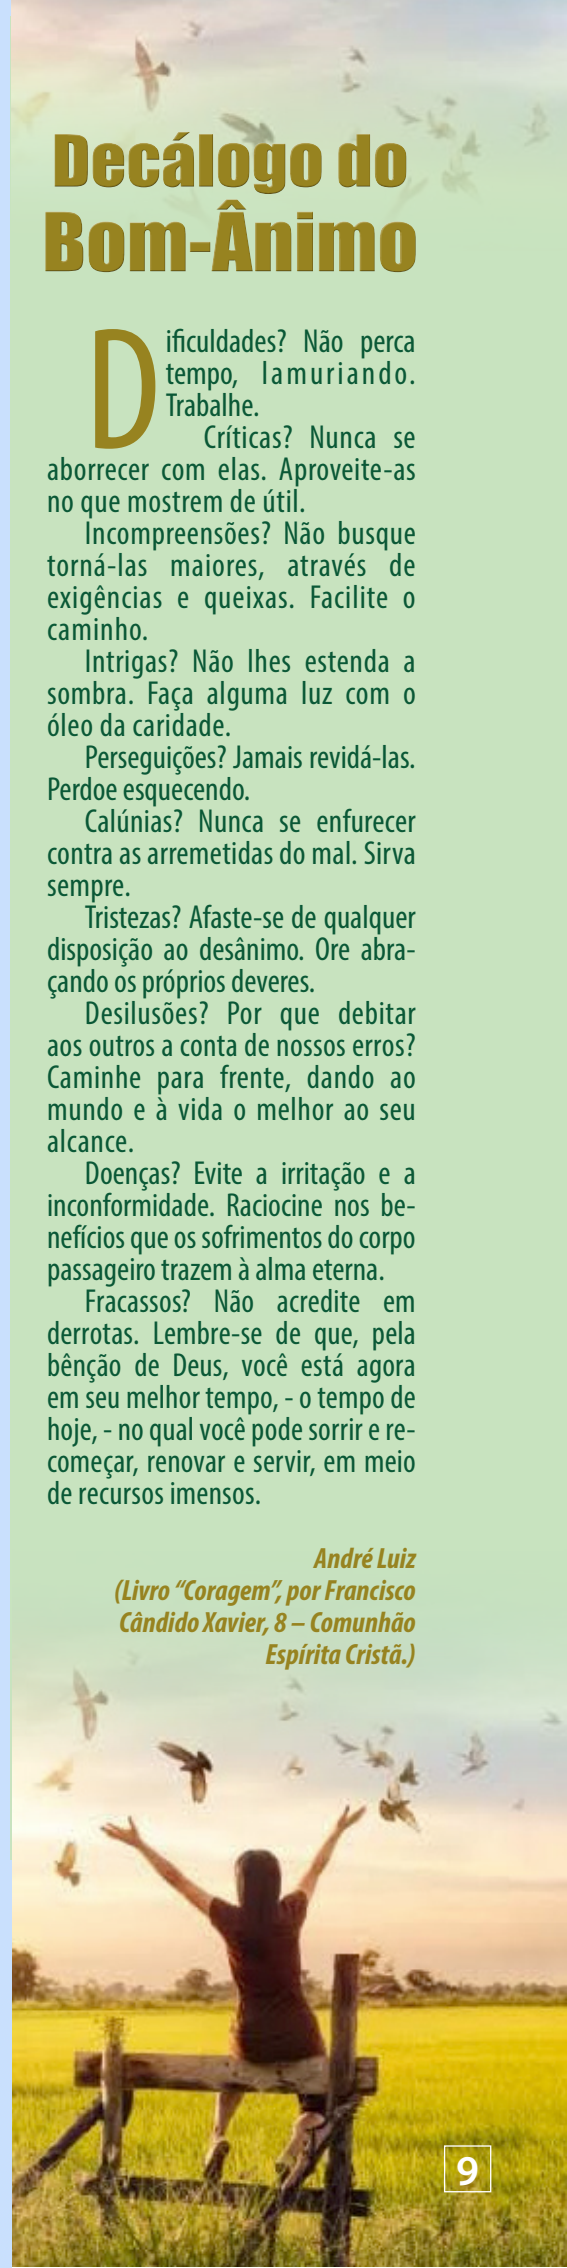 Decálogo do
Bom-Ânimo
Dificuldades? Não perca
tempo, lamuriando.
Trabalhe.
Críticas? Nunca se
aborrecer com elas. Aproveite-as
no que mostrem de útil.
Incompreensões? Não busque
torná-las maiores, através de
exigências e queixas. Facilite o
caminho.
Intrigas? Não lhes estenda a
sombra. Faça alguma luz com o
óleo da caridade.
Perseguições? Jamais revidá-las.
Perdoe esquecendo.
Calúnias? Nunca se enfurecer
contra as arremetidas do mal. Sirva
sempre.
Tristezas? Afaste-se de qualquer
disposição ao desânimo. Ore abra-
çando os próprios deveres.
Desilusões? Por que debitar
aos outros a conta de nossos erros?
Caminhe para frente, dando ao
mundo e à vida o melhor ao seu
alcance.
Doenças? Evite a irritação e a
inconformidade. Raciocine nos be-
nefícios que os sofrimentos do corpo
passageiro trazem à alma eterna.
Fracassos? Não acredite em
derrotas. Lembre-se de que, pela
bênção de Deus, você está agora
em seu melhor tempo, - o tempo de
hoje, - no qual você pode sorrir e re-
começar, renovar e servir, em meio
de recursos imensos.
André Luiz
(Livro “Coragem”, por Francisco
Cândido Xavier, 8 – Comunhão
Espírita Cristã.)
9